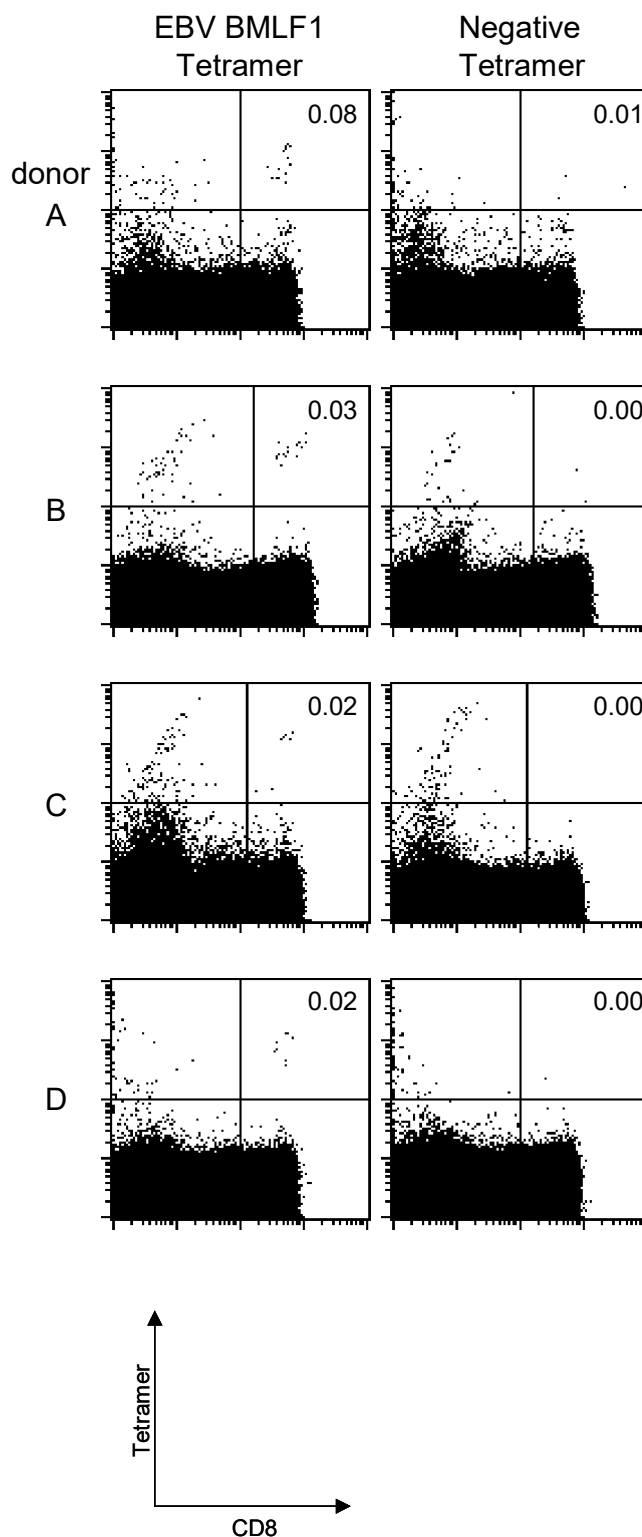 EBV BMLF1
Tetramer
Negative
Tetramer
donor
A
0.08
0.01
B
0.03
0.00
C
0.02
0.00
D
0.02
0.00
Tetramer
CD8